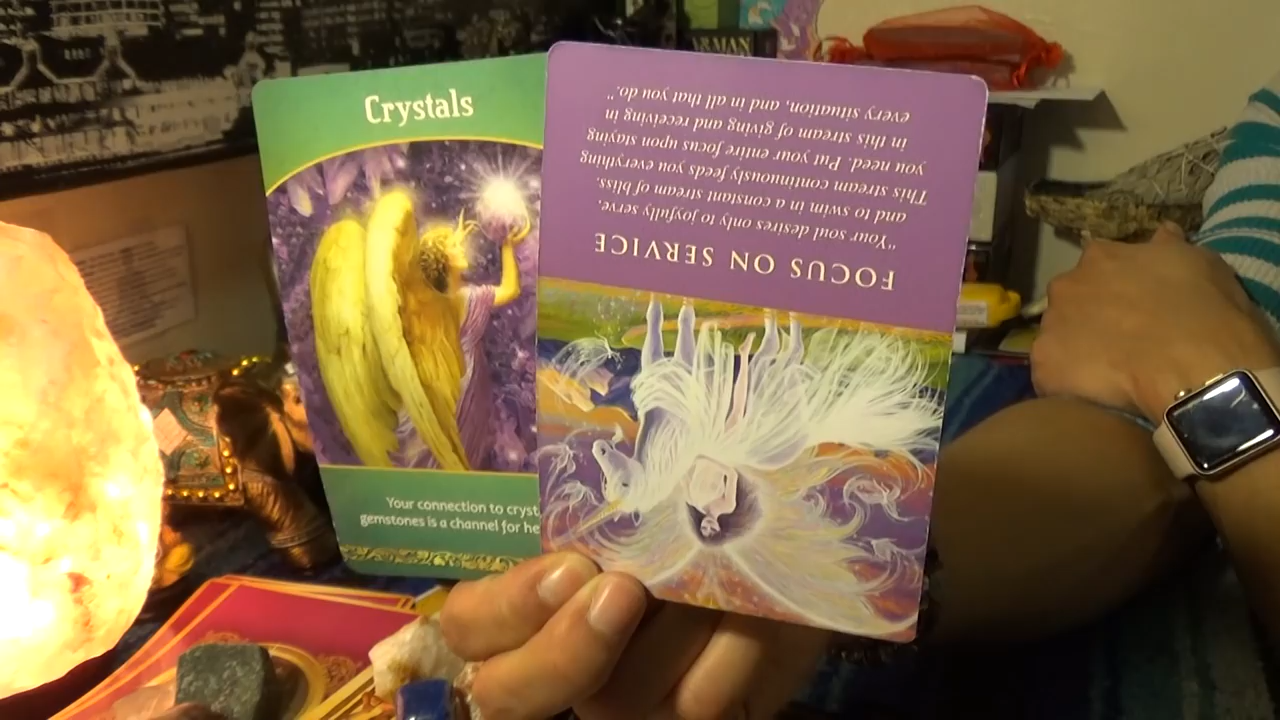 Crystals
Your connection to
gemstones is a channel for
FOCUS ON SERVICE
"Your soul desires only to joyfully serve,
and to swim in a constant stream of bliss.
This stream continuously feeds you everything
you need. Put your entire focus upon staying
in this stream of giving and receiving in
every situation, and in all that you do."